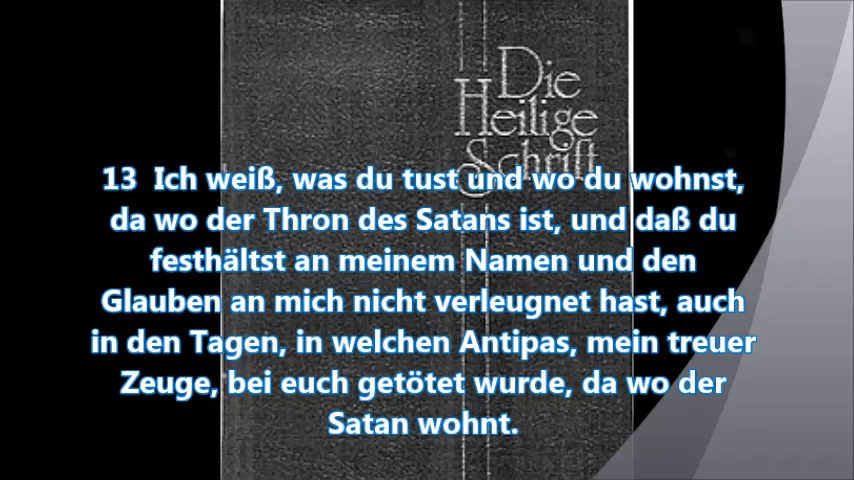 Die
Heilige
Schrift
13 Ich weiß, was du tust und wo du wohnst,
da wo der Thron des Satans ist, und daß du
festhältst an meinem Namen und den
Glauben an mich nicht verleugnet hast, auch
in den Tagen, in welchen Antipas, mein treuer
Zeuge, bei euch getötet wurde, da wo der
Satan wohnt.